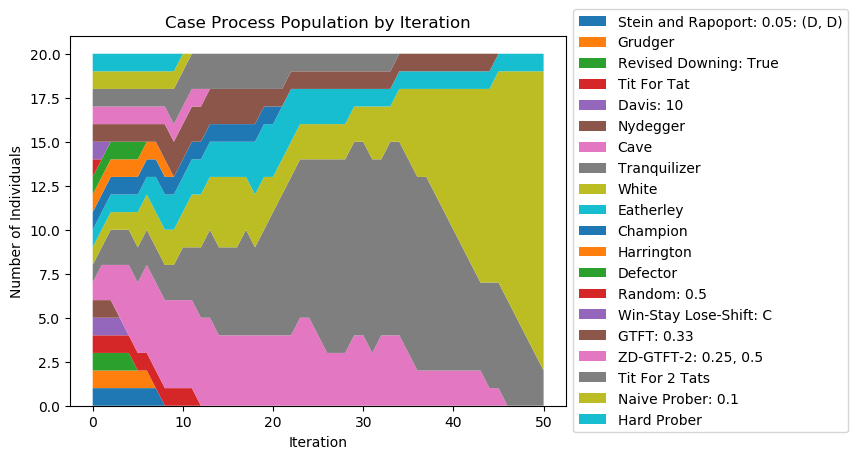 Case Process Population by Iteration
20.0
17.5
15.0
12.5
10.0
7.5
5.0
2.5
0.0
Number of Individuals
0 10 20 30 40 50
Iteration
Stein and Rapoport: 0.05: (D, D)
Grudger
Revised Downing: True
Tit For Tat
Davis: 10
Nydegger
Cave
Tranquilizer
White
Eatherley
Champion
Harrington
Defector
Random: 0.5
Win-Stay Lose-Shift: C
GTFT: 0.33
ZD-GTFT-2: 0.25, 0.5
Tit For 2 Tats
Naive Prober: 0.1
Hard Prober